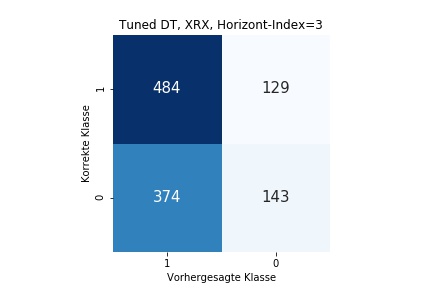 Tuned DT, XRX, Horizont-Index=3
Korrekte Klasse
1
484
129
0
374
143
1
0
Vorhergesagte Klasse